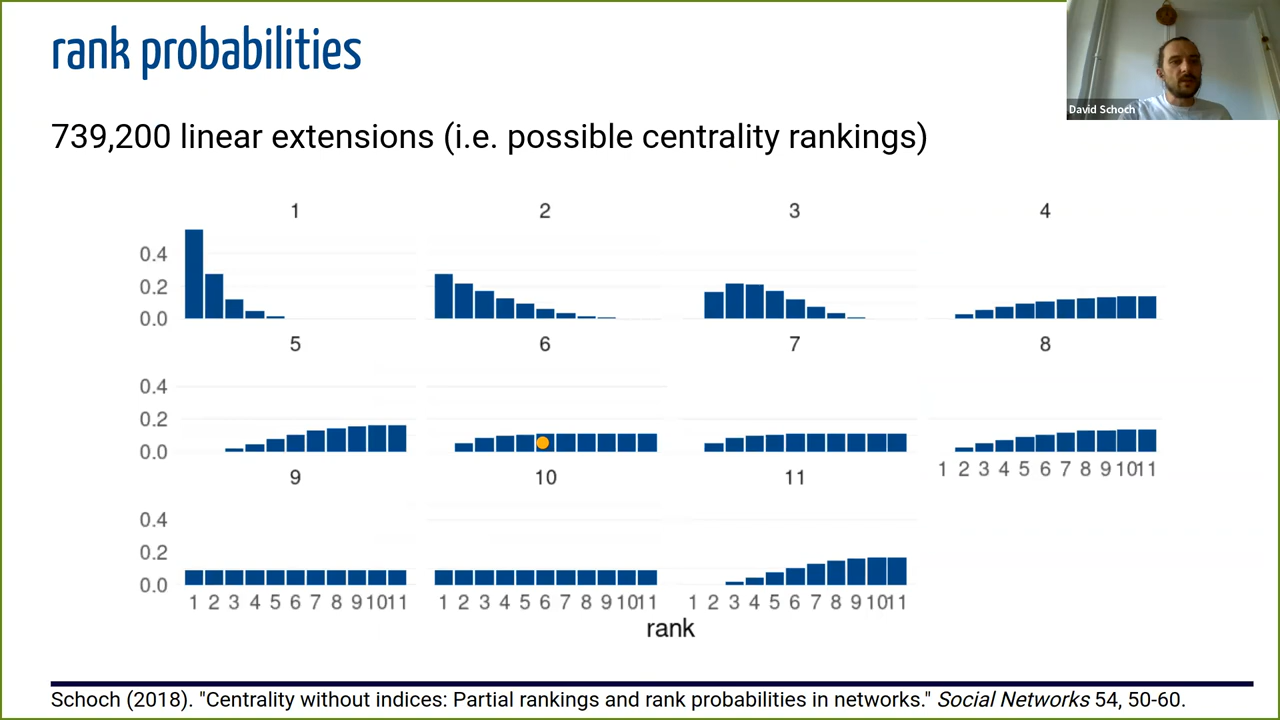 rank probabilities
David Schoch
739,200 linear extensions (i.e. possible centrality rankings)
1 2 3 4
0.4
0.2
0.0
5 6 7 8
0.4
0.2
0.0
1 2 3 4 5 6 7 8 9 10 11
9 10 11
0.4
0.2
0.0
1 2 3 4 5 6 7 8 9 10 11 1 2 3 4 5 6 7 8 9 10 11 1 2 3 4 5 6 7 8 9 10 11
rank
Schoch (2018). "Centrality without indices: Partial rankings and rank probabilities in networks." Social Networks 54, 50-60.